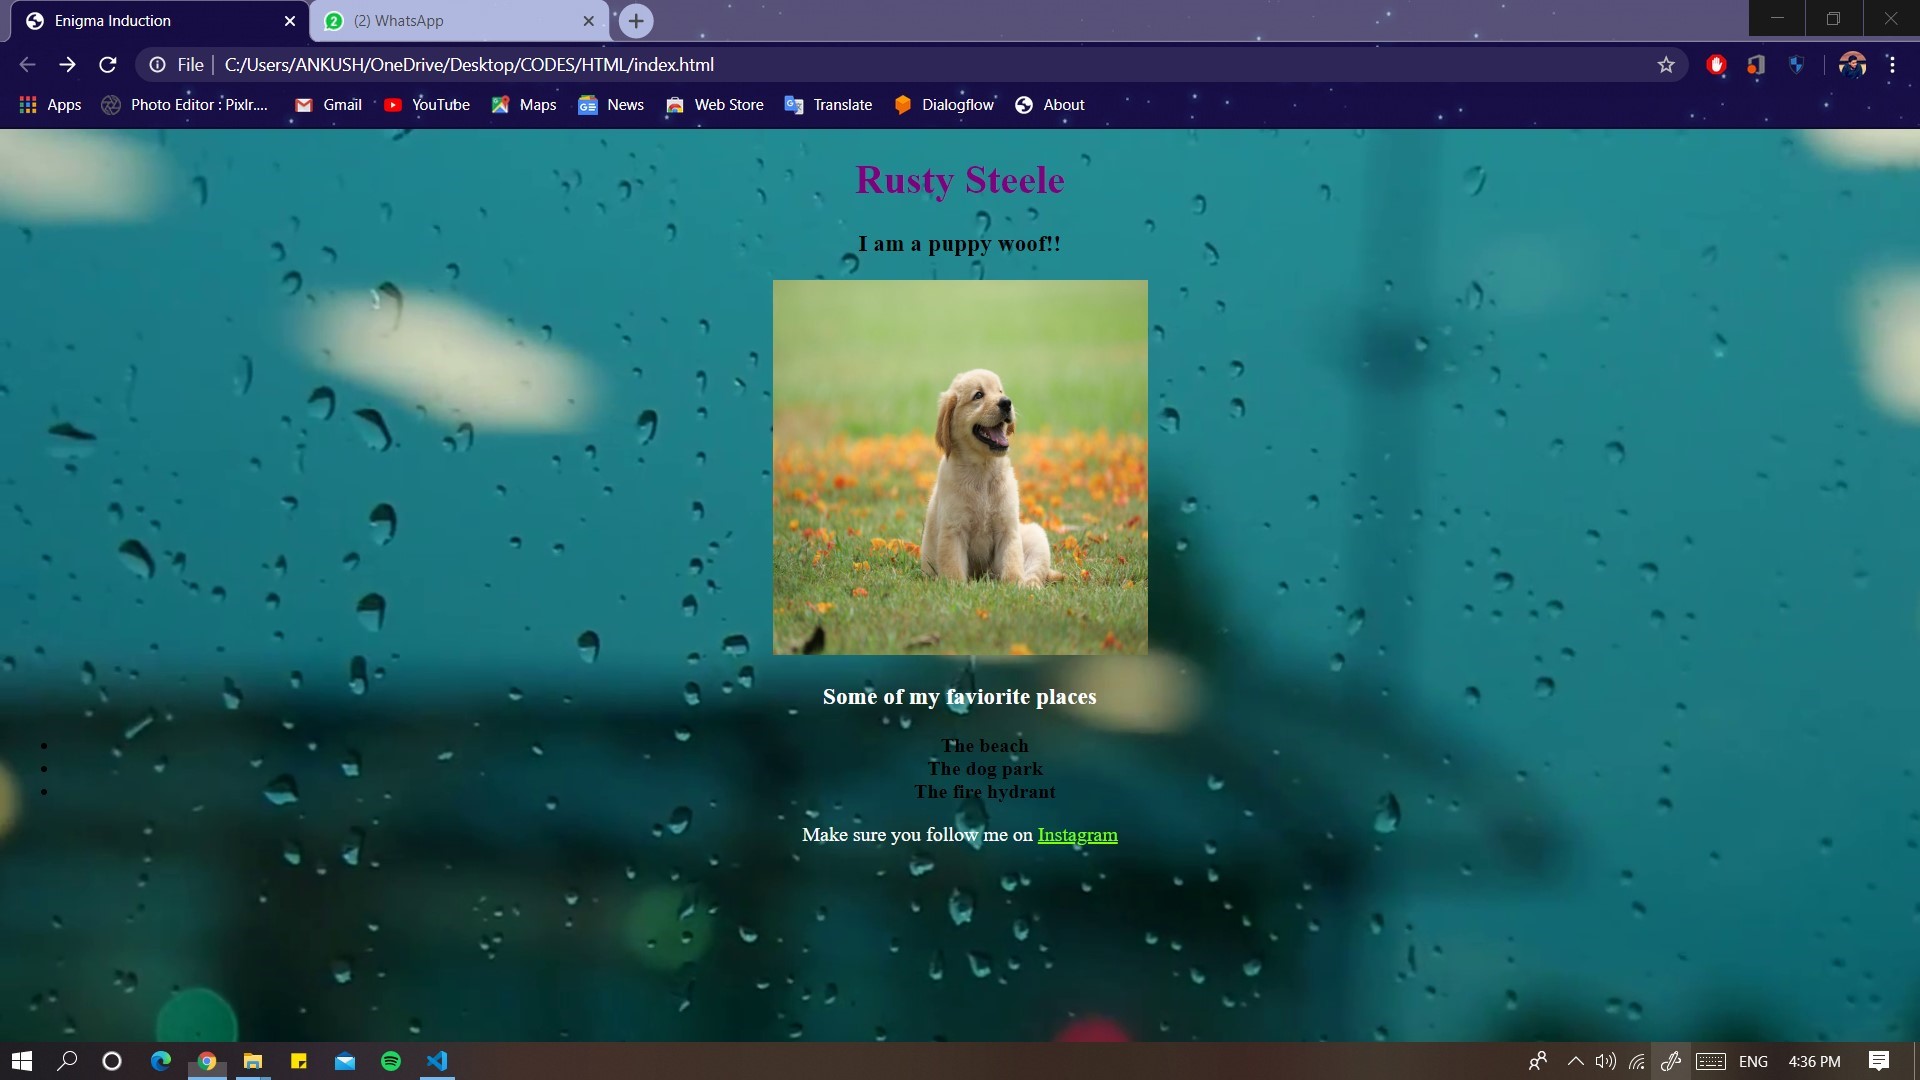 Enigma Induction
2 (2) WhatsApp
File C:/Users/ANKUSH/OneDrive/Desktop/CODES/HTML/index.html
Apps Photo Editor : Pixlr.... Gmail YouTube Maps News Web Store Translate Dialogflow About
Rusty Steele
I am a puppy woof!!
Some of my faviorite places
The beach
The dog park
The fire hydrant
Make sure you follow me on Instagram
ENG 4:36 PM